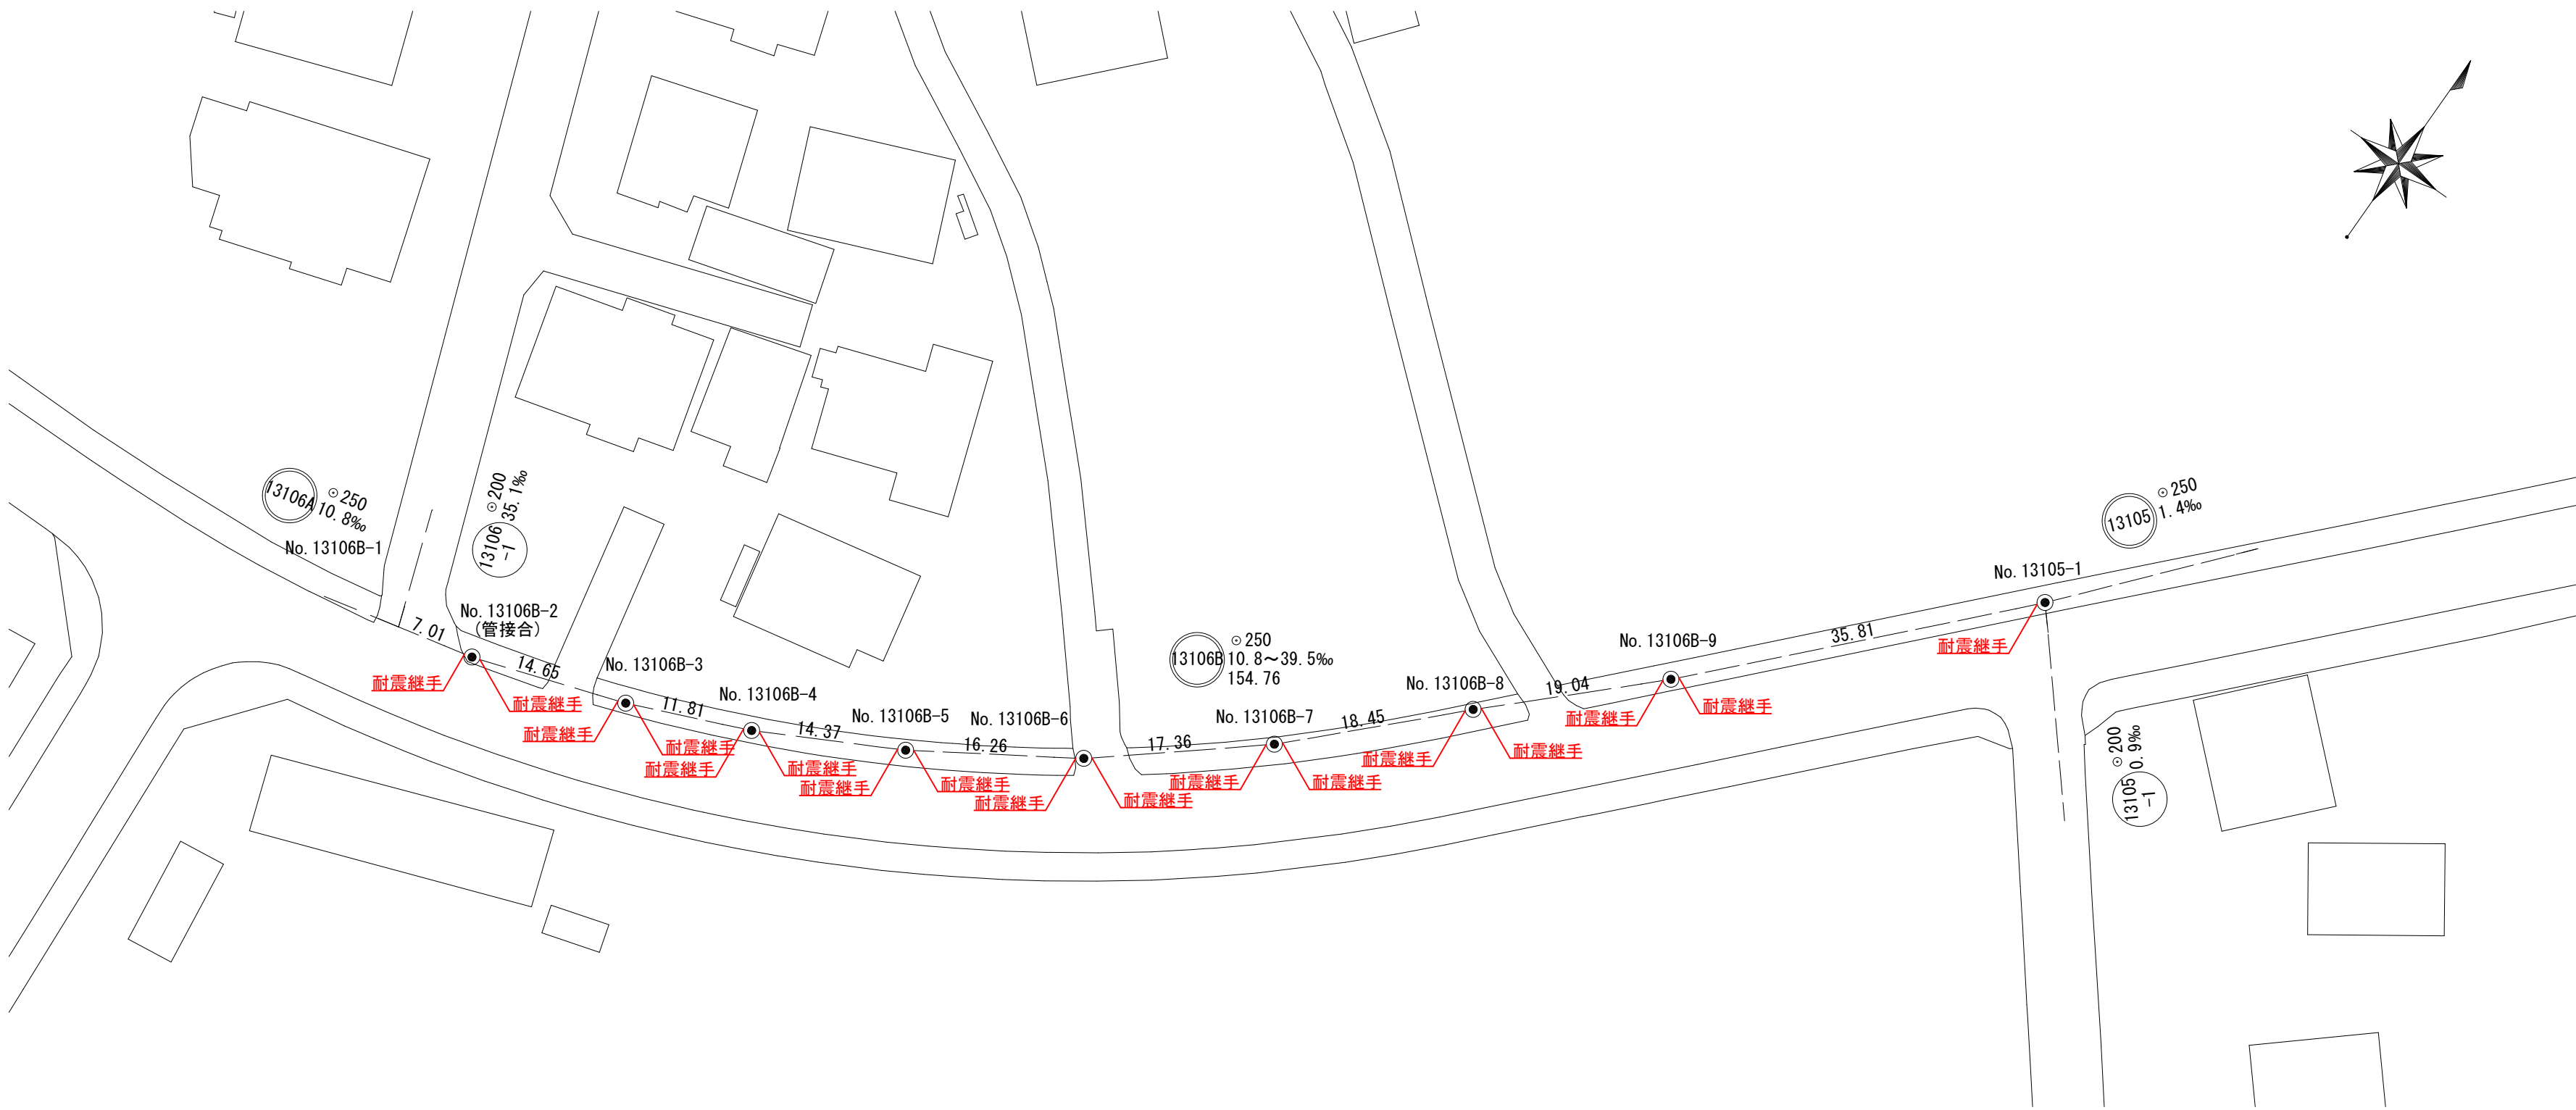 13106A
⊙250
10.8‰
No.13106B-1
⊙200
35.1‰
13106
-1
7.01
No.13106B-2
(管接合)
耐震継手
耐震継手
14.65
No.13106B-3
耐震継手
耐震継手
11.81
No.13106B-4
耐震継手
耐震継手
14.37
No.13106B-5
耐震継手
耐震継手
16.26
No.13106B-6
耐震継手
耐震継手
17.36
13106B
⊙250
10.8～39.5‰
154.76
No.13106B-7
耐震継手
耐震継手
18.45
No.13106B-8
耐震継手
耐震継手
19.04
No.13106B-9
耐震継手
耐震継手
35.81
No.13105-1
耐震継手
13105
⊙250
1.4‰
⊙200
0.9‰
13105
-1